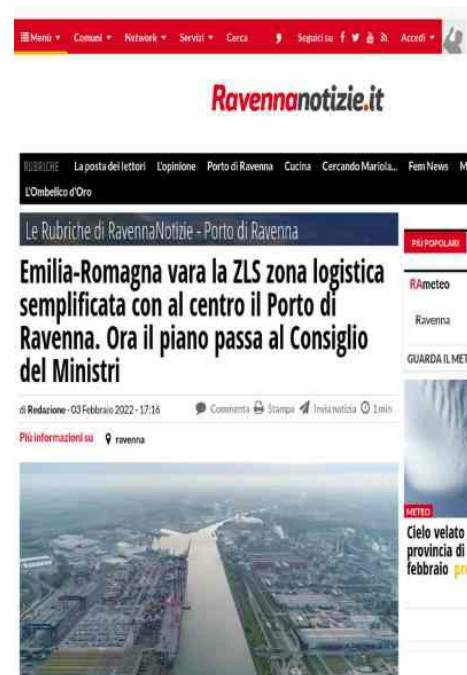 Menù Comuni Network Servizi Cerca Seguici su Accedi
Ravennanotizie.it
RUBRICHE La posta dei lettori L'opinione Porto di Ravenna Cucina Cercando Mariola... Fem News M
L'Ombelico d'Oro
Le Rubriche di RavennaNotizie - Porto di Ravenna
Emilia-Romagna vara la ZLS zona logistica
semplificata con al centro il Porto di
Ravenna. Ora il piano passa al Consiglio
del Ministri
di Redazione - 03 Febbraio 2022 - 17:16 Commenta Stampa Invia notizia 1 min
Più informazioni su ravenna
PIÙ POPOLARI
RAmeteo
Ravenna
GUARDA IL MET
METEO
Cielo velato
provincia di
febbraio pre